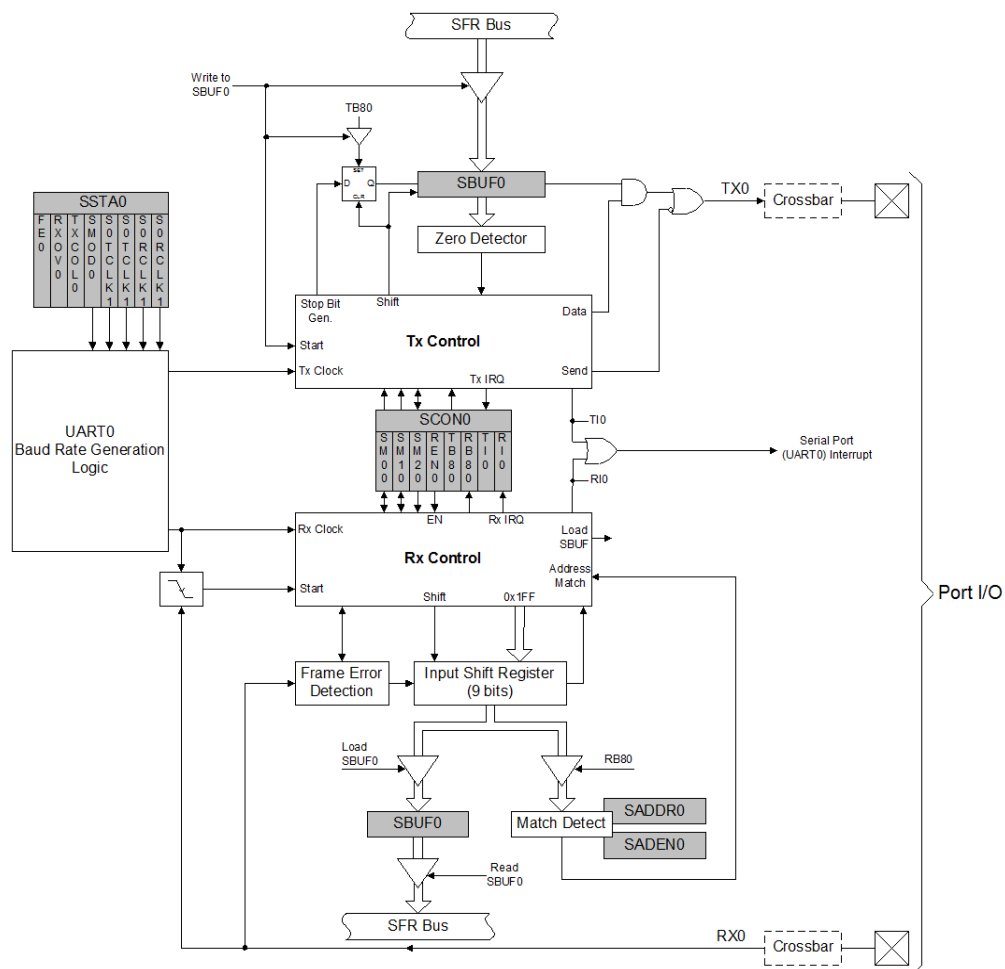 SFR Bus
Write to
SBUF0
TB80
SET
D Q
CLR
SBUF0
TX0
Crossbar
SSTA0
FE0
RXOV0
TXCOL0
SMOD0
S0TCLK1
S0TCLK1
S0RCLK1
S0RCLK1
Zero Detector
Stop Bit
Gen.
Shift
Data
Tx Control
Start
Tx Clock
Send
Tx IRQ
UART0
Baud Rate Generation
Logic
SCON0
SM00
SM10
SM20
REN0
TB80
RB80
TI0
RI0
TI0
Serial Port
(UART0) Interrupt
RI0
EN
Rx IRQ
Rx Clock
Load
SBUF
Rx Control
Address
Match
Start
Shift
0x1FF
Port I/O
Frame Error
Detection
Input Shift Register
(9 bits)
Load
SBUF0
RB80
SBUF0
Match Detect
SADDR0
SADEN0
Read
SBUF0
SFR Bus
RX0
Crossbar